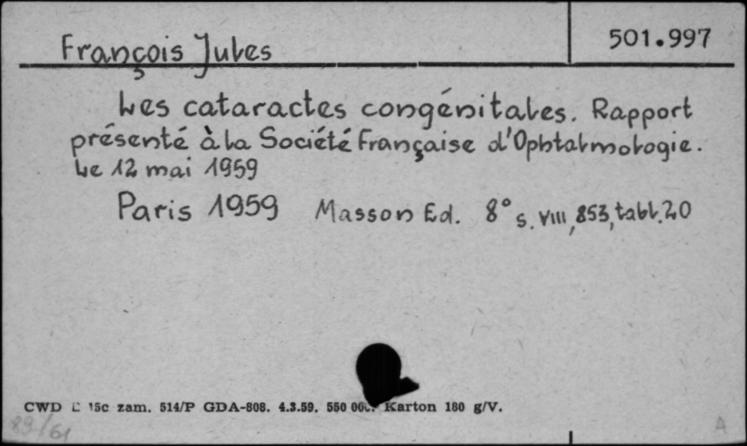 François Jules
501.997
Les cataractes congénitales. Rapport
présenté à la Société Française d'Ophtalmologie.
Le 12 mai 1959
Paris 1959 Masson Ed. 8° s. VIII, 853, tabl. 20
CWD 15c zam. 514/P GDA-808. 4.3.59. 550 Karton 180 g/V.
89/61
A